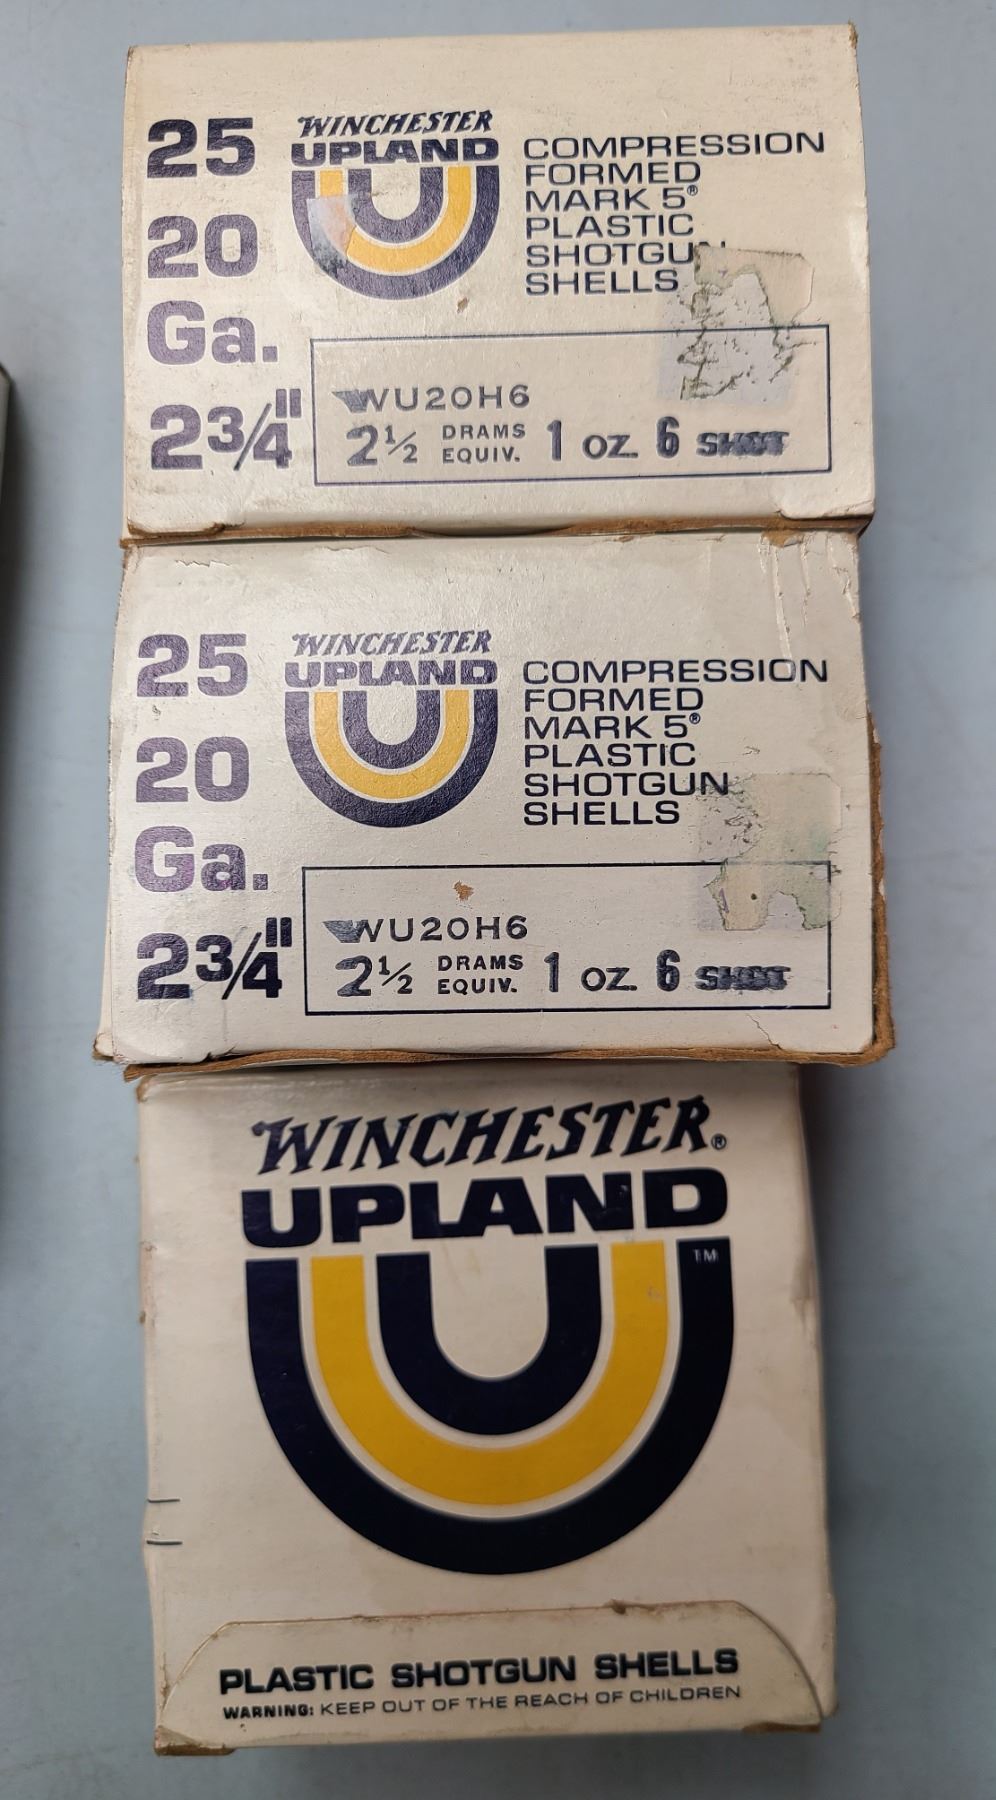 25
20
Ga.
2¾"
WINCHESTER
UPLAND
COMPRESSION
FORMED
MARK 5®
PLASTIC
SHOTGUN
SHELLS
WU20H6
2½ DRAMS EQUIV. 1 OZ. 6 SHOT
25
20
Ga.
2¾"
WINCHESTER
UPLAND
COMPRESSION
FORMED
MARK 5®
PLASTIC
SHOTGUN
SHELLS
WU20H6
2½ DRAMS EQUIV. 1 OZ. 6 SHOT
WINCHESTER®
UPLAND
TM
PLASTIC SHOTGUN SHELLS
WARNING: KEEP OUT OF THE REACH OF CHILDREN